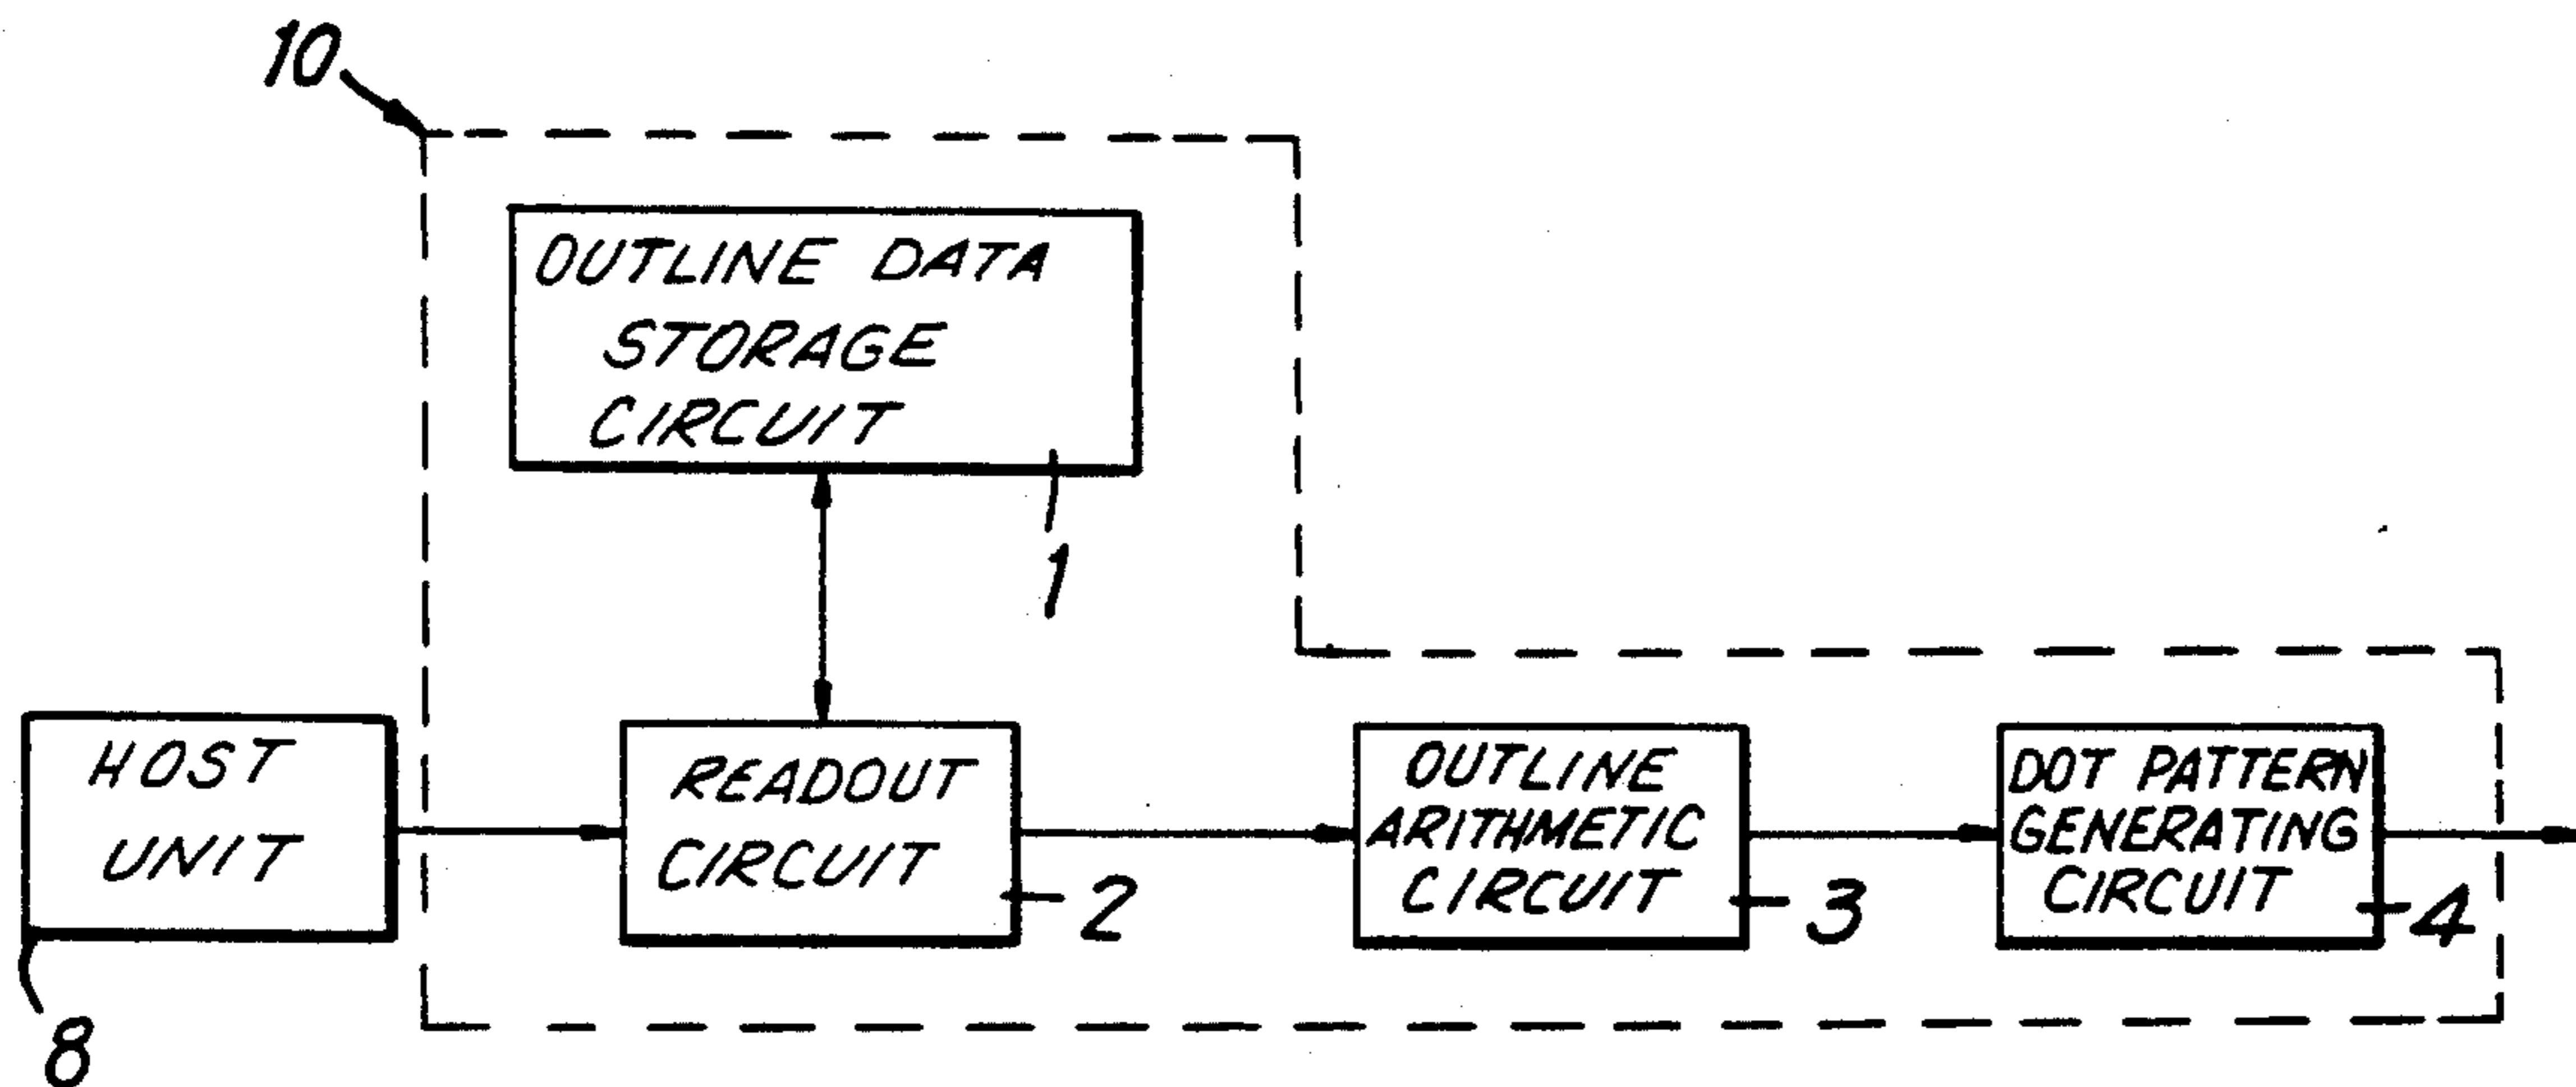 10
OUTLINE DATA
STORAGE
CIRCUIT
1
HOST
UNIT
8
READOUT
CIRCUIT
2
OUTLINE
ARITHMETIC
CIRCUIT
3
DOT PATTERN
GENERATING
CIRCUIT
4